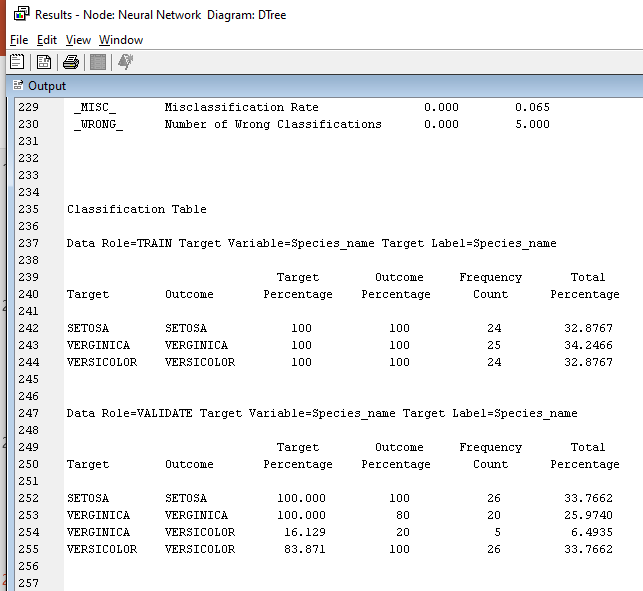 Results - Node: Neural Network Diagram: DTree
File Edit View Window
Output
229 _MISC_ Misclassification Rate 0.000 0.065
230 _WRONG_ Number of Wrong Classifications 0.000 5.000
231
232
233
234
235 Classification Table
236
237 Data Role=TRAIN Target Variable=Species_name Target Label=Species_name
238
239 Target Outcome Frequency Total
240 Target Outcome Percentage Percentage Count Percentage
241
242 SETOSA SETOSA 100 100 24 32.8767
243 VERGINICA VERGINICA 100 100 25 34.2466
244 VERSICOLOR VERSICOLOR 100 100 24 32.8767
245
246
247 Data Role=VALIDATE Target Variable=Species_name Target Label=Species_name
248
249 Target Outcome Frequency Total
250 Target Outcome Percentage Percentage Count Percentage
251
252 SETOSA SETOSA 100.000 100 26 33.7662
253 VERGINICA VERGINICA 100.000 80 20 25.9740
254 VERGINICA VERSICOLOR 16.129 20 5 6.4935
255 VERSICOLOR VERSICOLOR 83.871 100 26 33.7662
256
257